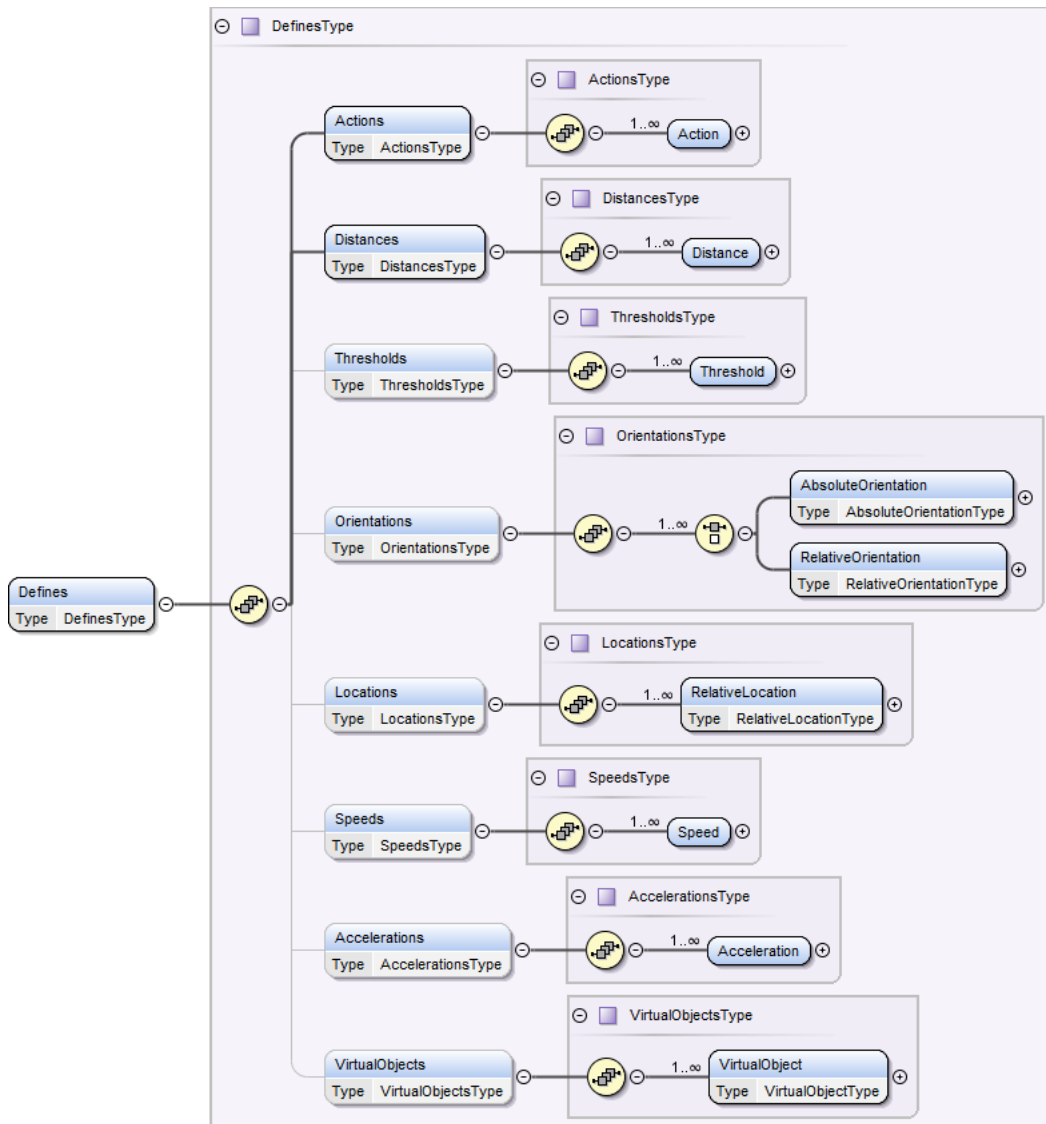 DefinesType
ActionsType
Actions
Type ActionsType
1..∞
Action
DistancesType
Distances
Type DistancesType
1..∞
Distance
ThresholdsType
Thresholds
Type ThresholdsType
1..∞
Threshold
OrientationsType
AbsoluteOrientation
Type AbsoluteOrientationType
Orientations
Type OrientationsType
1..∞
RelativeOrientation
Type RelativeOrientationType
Defines
Type DefinesType
LocationsType
Locations
Type LocationsType
1..∞
RelativeLocation
Type RelativeLocationType
SpeedsType
Speeds
Type SpeedsType
1..∞
Speed
AccelerationsType
Accelerations
Type AccelerationsType
1..∞
Acceleration
VirtualObjectsType
VirtualObjects
Type VirtualObjectsType
1..∞
VirtualObject
Type VirtualObjectType